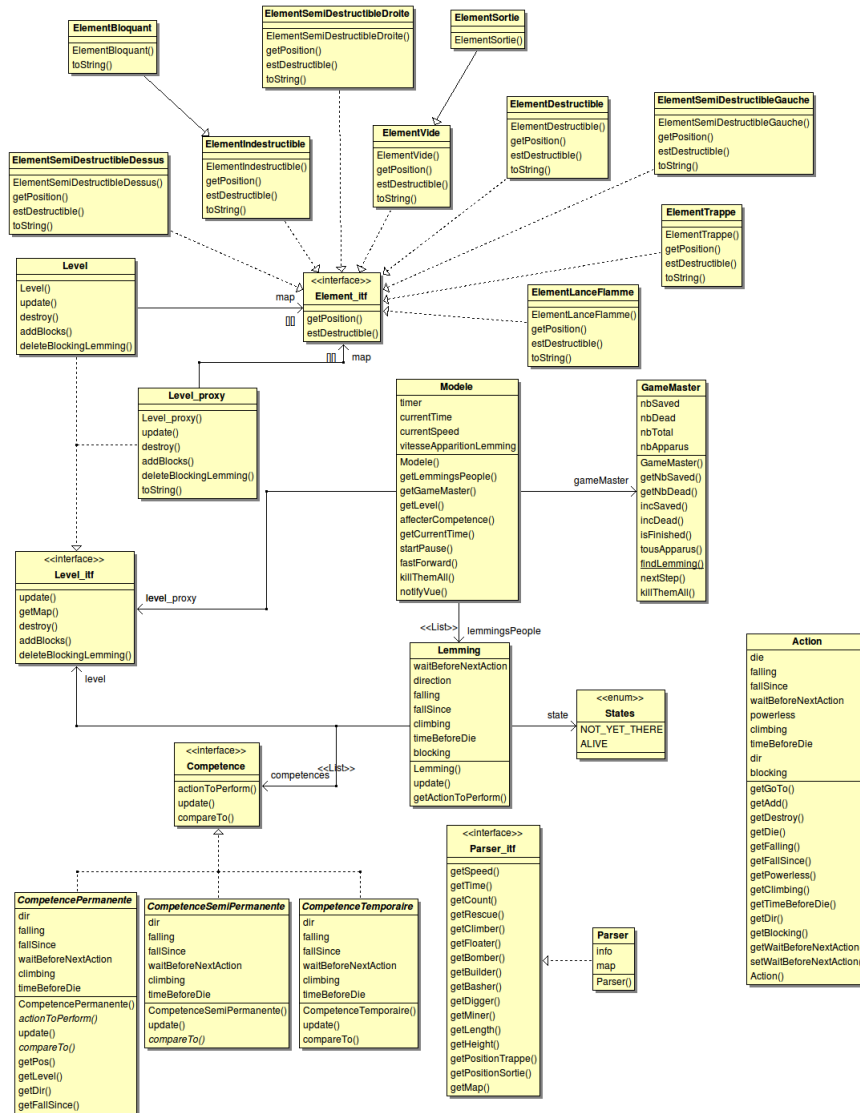 ElementBloquant
ElementBloquant()
toString()
ElementSemiDestructibleDroite
ElementSemiDestructibleDroite()
getPosition()
estDestructible()
toString()
ElementSortie
ElementSortie()
ElementSemiDestructibleDessus
ElementSemiDestructibleDessus()
getPosition()
estDestructible()
toString()
ElementIndestructible
ElementIndestructible()
getPosition()
estDestructible()
toString()
ElementVide
ElementVide()
getPosition()
estDestructible()
toString()
ElementDestructible
ElementDestructible()
getPosition()
estDestructible()
toString()
ElementSemiDestructibleGauche
ElementSemiDestructibleGauche()
getPosition()
estDestructible()
toString()
ElementTrappe
ElementTrappe()
getPosition()
estDestructible()
toString()
Level
Level()
update()
destroy()
addBlocks()
deleteBlockingLemming()
map
[][]
<<interface>>
Element_itf
getPosition()
estDestructible()
ElementLanceFlamme
ElementLanceFlamme()
getPosition()
estDestructible()
toString()
[][]
map
Level_proxy
Level_proxy()
update()
destroy()
addBlocks()
deleteBlockingLemming()
toString()
Modele
timer
currentTime
currentSpeed
vitesseApparitionLemming
Modele()
getLemmingsPeople()
getGameMaster()
getLevel()
affecterCompetence()
getCurrentTime()
startPause()
fastForward()
killThemAll()
notifyVue()
gameMaster
GameMaster
nbSaved
nbDead
nbTotal
nbApparus
GameMaster()
getNbSaved()
getNbDead()
incSaved()
incDead()
isFinished()
tousApparus()
findLemming()
nextStep()
killThemAll()
<<interface>>
Level_itf
update()
getMap()
destroy()
addBlocks()
deleteBlockingLemming()
level_proxy
level
<<List>>
lemmingsPeople
Lemming
waitBeforeNextAction
direction
falling
fallSince
climbing
timeBeforeDie
blocking
Lemming()
update()
getActionToPerform()
state
<<enum>>
States
NOT_YET_THERE
ALIVE
Action
die
falling
fallSince
waitBeforeNextAction
powerless
climbing
timeBeforeDie
dir
blocking
getGoTo()
getAdd()
getDestroy()
getDie()
getFalling()
getFallSince()
getPowerless()
getClimbing()
getTimeBeforeDie()
getDir()
getBlocking()
getWaitBeforeNextAction
setWaitBeforeNextAction(
Action()
<<interface>>
Competence
actionToPerform()
update()
compareTo()
<<List>>
competences
CompetencePermanente
dir
falling
fallSince
waitBeforeNextAction
climbing
timeBeforeDie
CompetencePermanente()
actionToPerform()
update()
compareTo()
getPos()
getLevel()
getDir()
getFallSince()
CompetenceSemiPermanente
dir
falling
fallSince
waitBeforeNextAction
climbing
timeBeforeDie
CompetenceSemiPermanente()
update()
compareTo()
CompetenceTemporaire
dir
falling
fallSince
waitBeforeNextAction
climbing
timeBeforeDie
CompetenceTemporaire()
update()
compareTo()
<<interface>>
Parser_itf
getSpeed()
getTime()
getCount()
getRescue()
getClimber()
getFloater()
getBomber()
getBuilder()
getBasher()
getDigger()
getMiner()
getLength()
getHeight()
getPositionTrappe()
getPositionSortie()
getMap()
Parser
info
map
Parser()